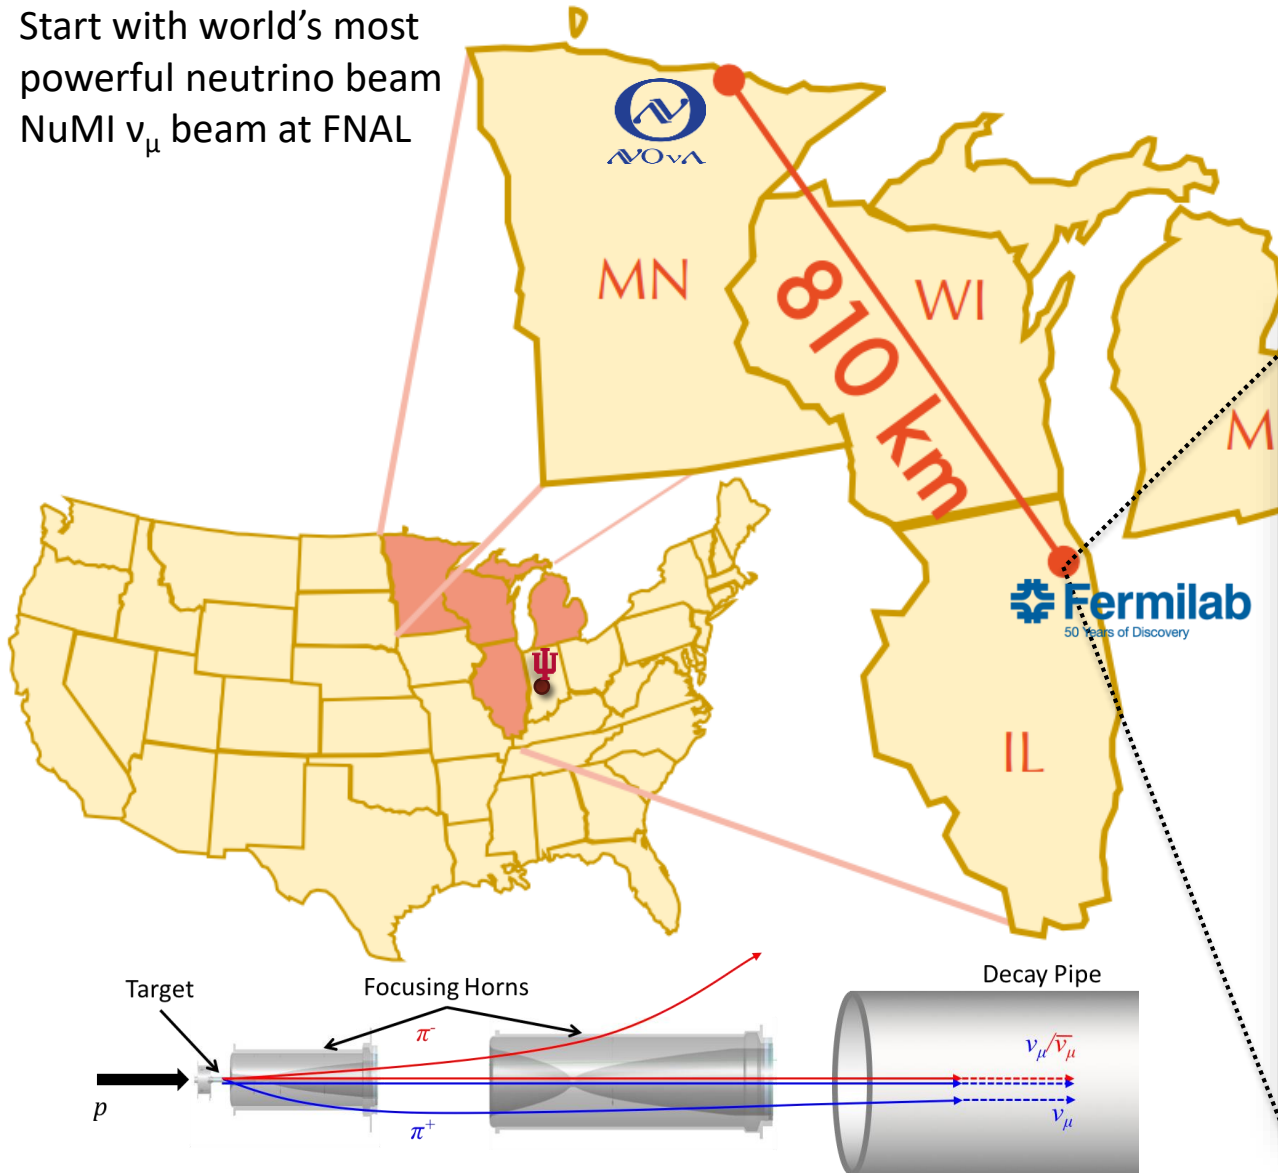 Start with world’s most
powerful neutrino beam
NuMI νμ beam at FNAL
NOνA
MN
WI
810 km
M
Fermilab
50 Years of Discovery
IL
Target
Focusing Horns
Decay Pipe
π-
νμ/ν̅μ
p
π+
νμ